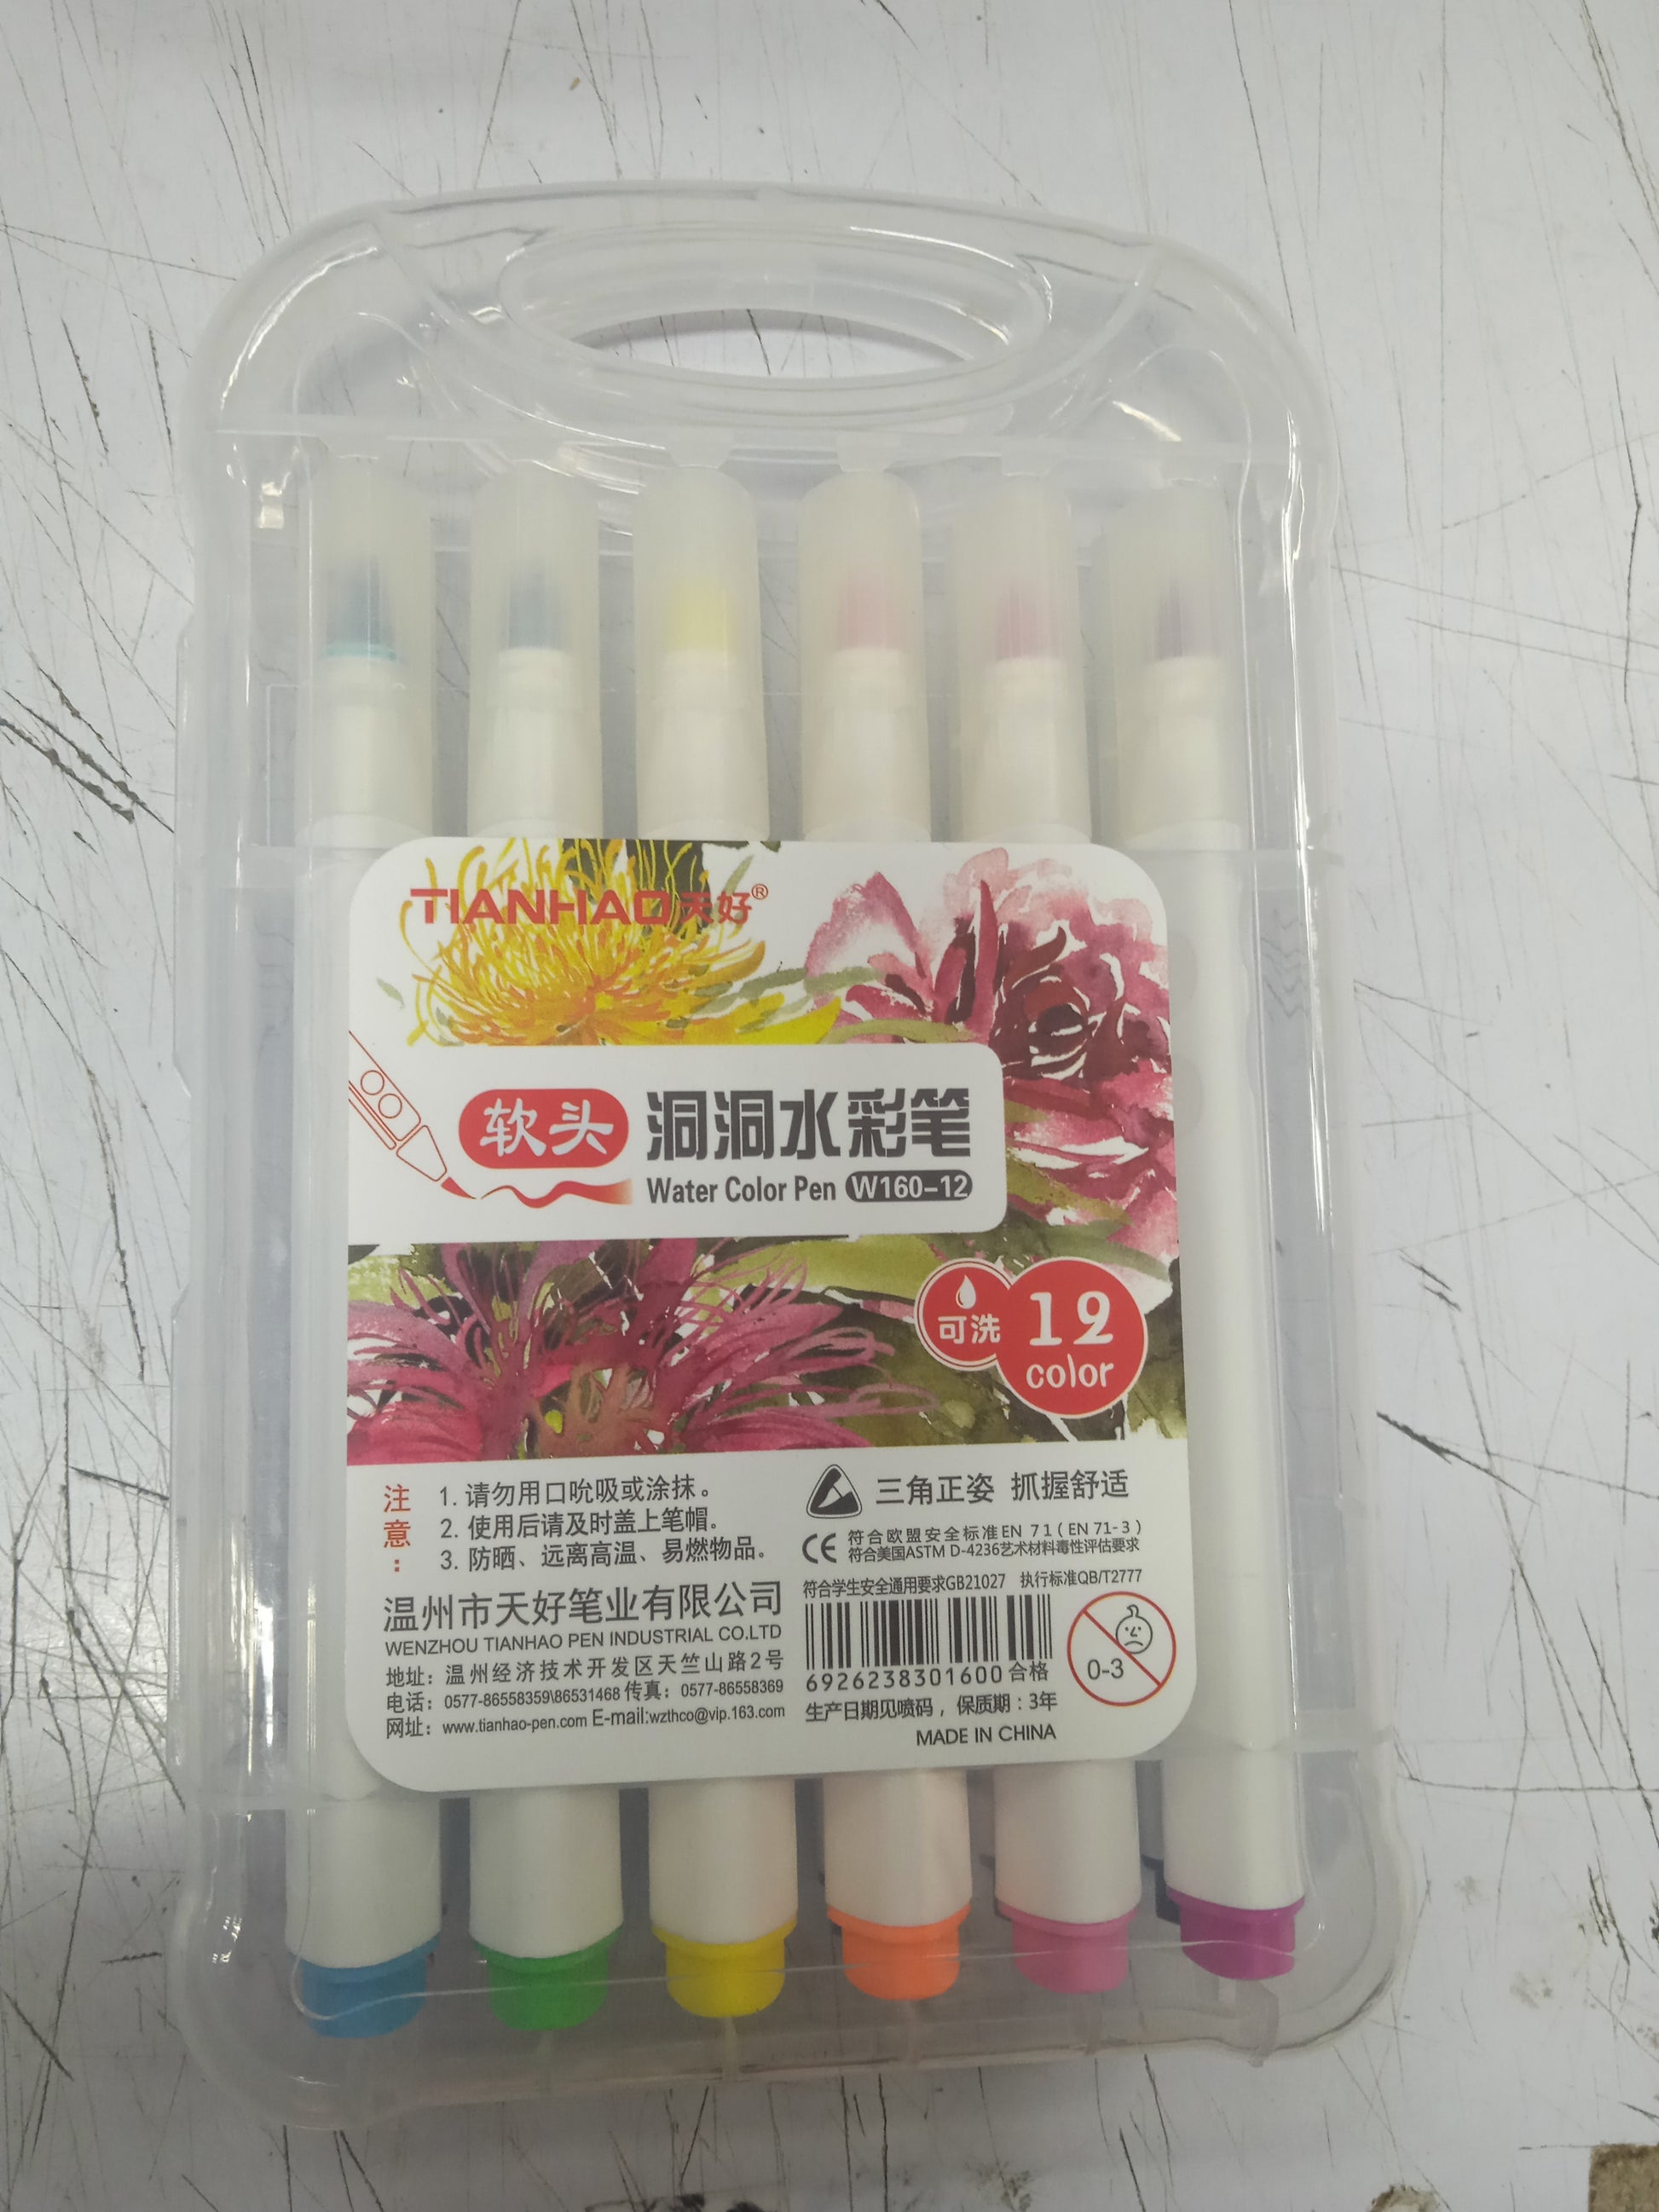 TIANHAO天好®
软头 洞洞水彩笔
Water Color Pen W160-12
可洗
12
color
注意：
1. 请勿用口吮吸或涂抹。
2. 使用后请及时盖上笔帽。
3. 防晒、远离高温、易燃物品。
温州市天好笔业有限公司
WENZHOU TIANHAO PEN INDUSTRIAL CO.LTD
地址：温州经济技术开发区天竺山路2号
电话：0577-86558359\86531468 传真：0577-86558369
网址：www.tianhao-pen.com E-mail:wzthco@vip.163.com
三角正姿 抓握舒适
CE 符合欧盟安全标准EN 71(EN 71-3)
符合美国ASTM D-4236艺术材料毒性评估要求
符合学生安全通用要求GB21027 执行标准QB/T2777
6926238301600 合格
0-3
生产日期见喷码，保质期：3年
MADE IN CHINA